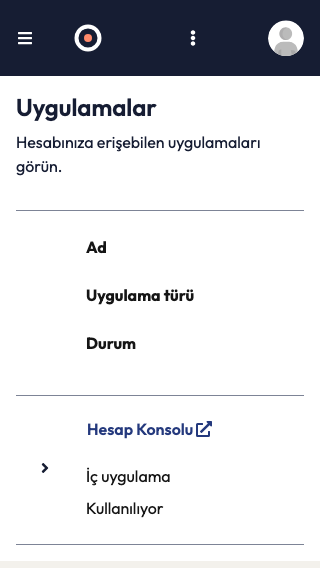 Uygulamalar
Hesabınıza erişebilen uygulamaları
görün.
Ad
Uygulama türü
Durum
Hesap Konsolu
İç uygulama
Kullanılıyor